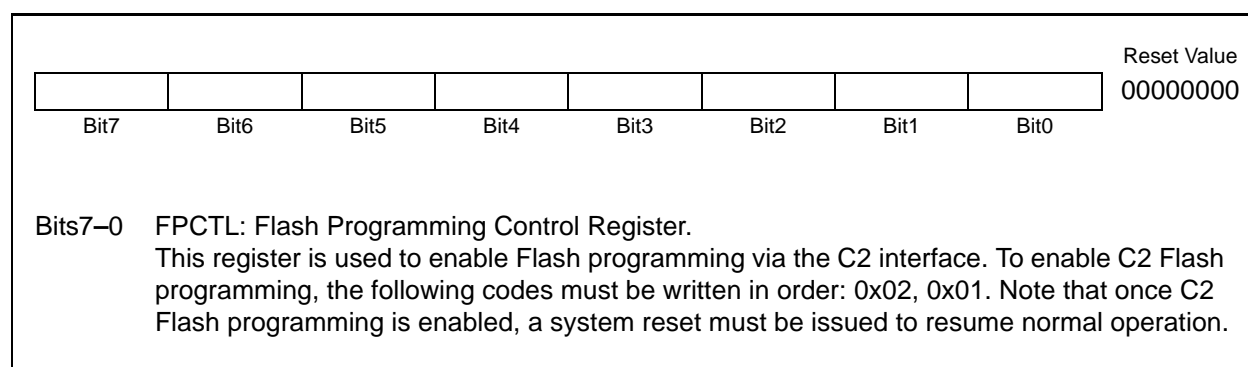 Reset Value
00000000
Bit7 Bit6 Bit5 Bit4 Bit3 Bit2 Bit1 Bit0
Bits7–0 FPCTL: Flash Programming Control Register.
This register is used to enable Flash programming via the C2 interface. To enable C2 Flash
programming, the following codes must be written in order: 0x02, 0x01. Note that once C2
Flash programming is enabled, a system reset must be issued to resume normal operation.